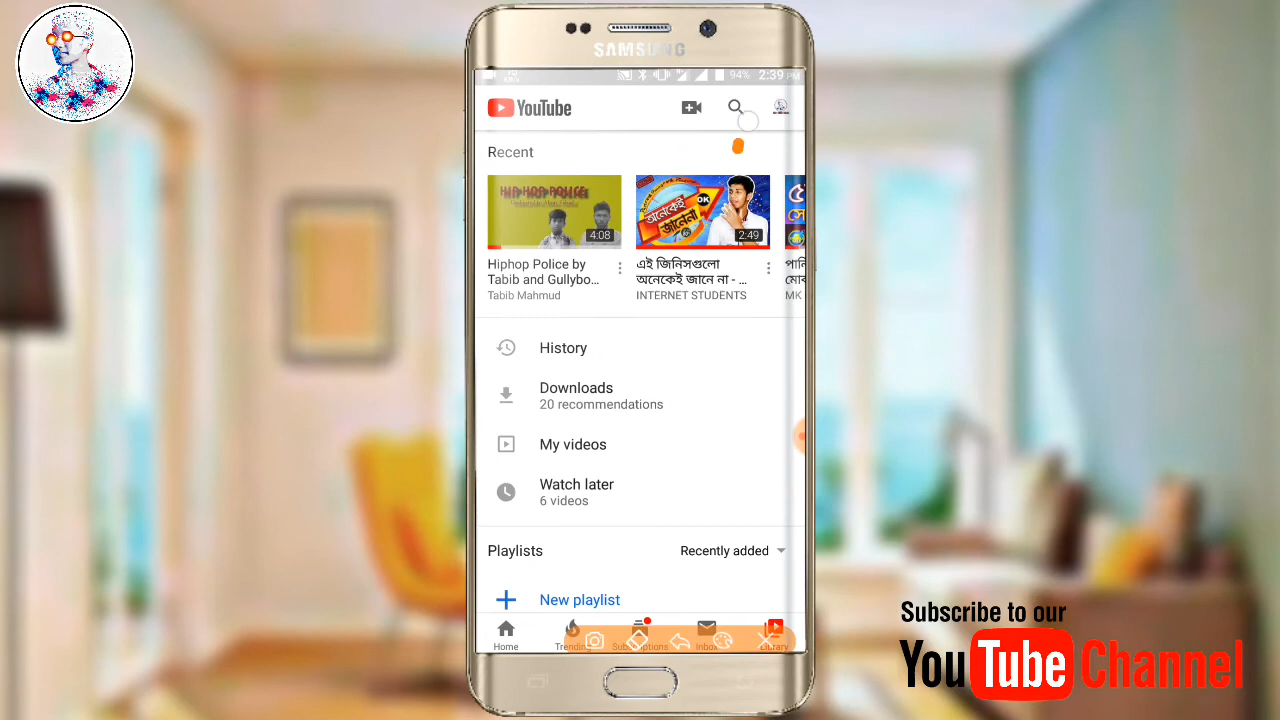 SAMSUNG
94% 2:39 PM
YouTube
Recent
HIP HOP POLICE
4:08
অনেকেই জানেনা
OK
2:49
Hiphop Police by
Tabib and Gullybo...
Tabib Mahmud
এই জিনিসগুলো
অনেকেই জানে না - ...
INTERNET STUDENTS
MK
History
Downloads
20 recommendations
My videos
Watch later
6 videos
Playlists
Recently added
New playlist
Home
Subscribe to our
YouTube Channel